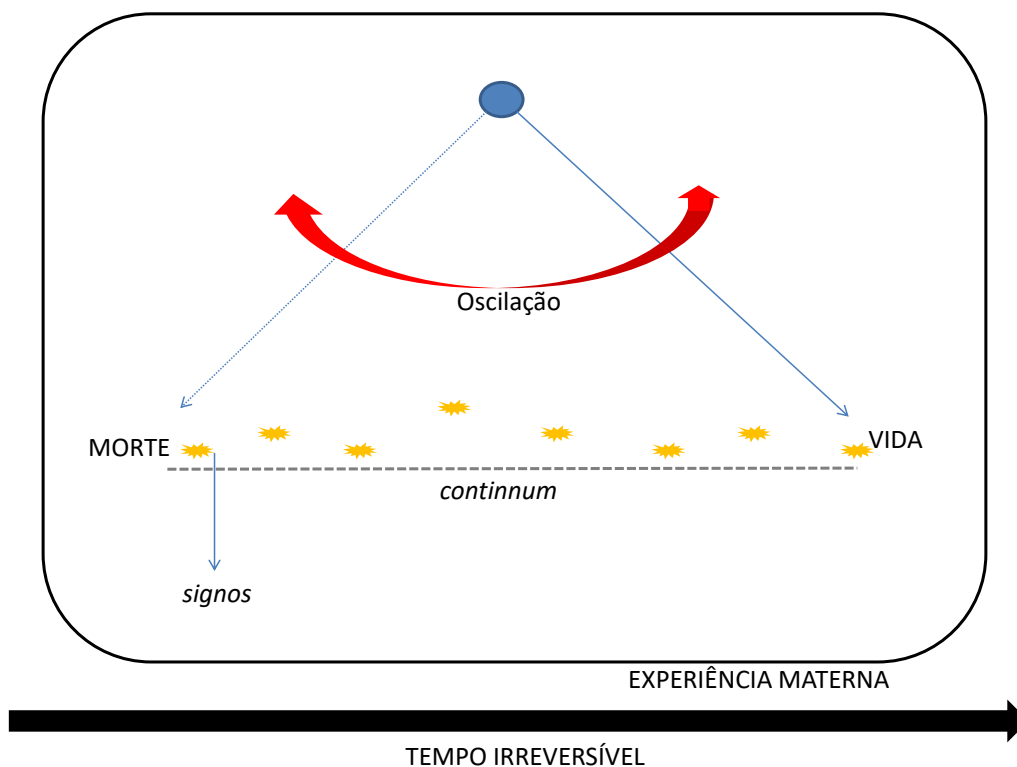 Oscilação
MORTE
VIDA
continnum
signos
EXPERIÊNCIA MATERNA
TEMPO IRREVERSÍVEL